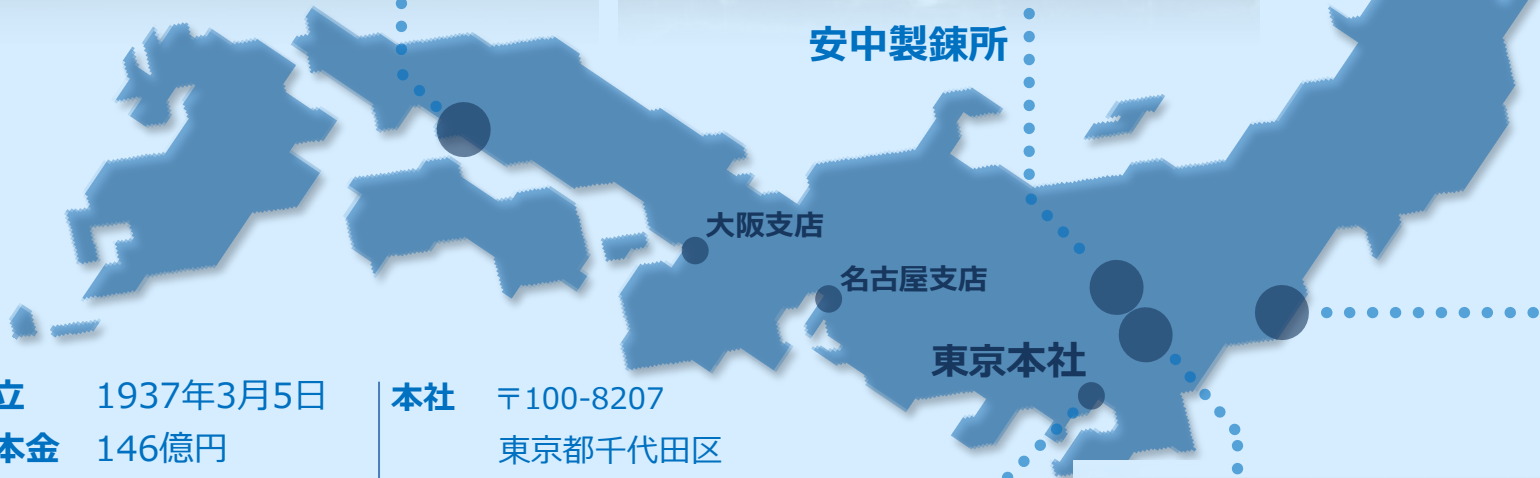 安中製錬所
大阪支店
名古屋支店
東京本社
立 1937年3月5日
本金 146億円
本社 〒100-8207
東京都千代田区